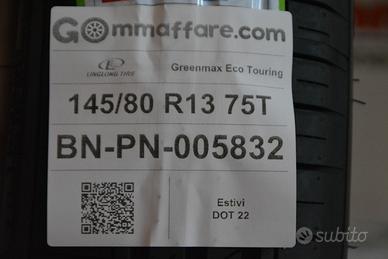 GOmmaffare.com
LINGLONG TIRE
Greenmax Eco Touring
145/80 R13 75T
BN-PN-005832
Estivi
DOT 22
subito